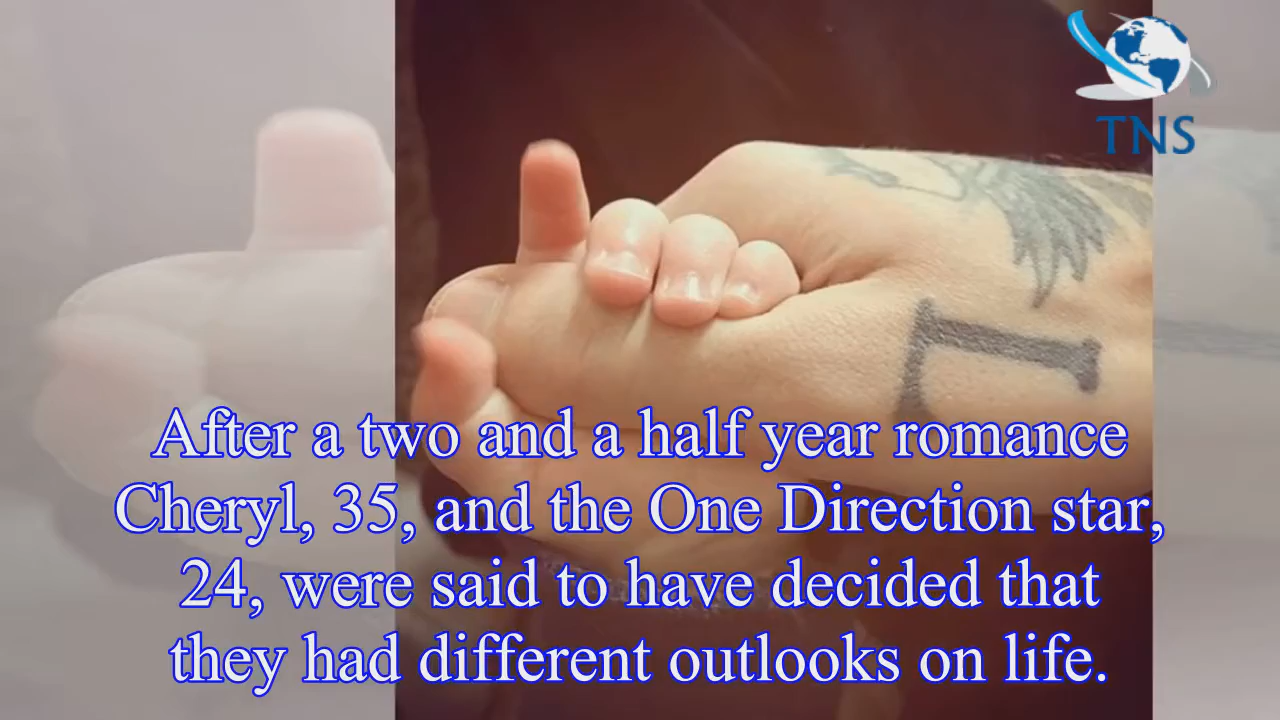 TNS
L
After a two and a half year romance
Cheryl, 35, and the One Direction star,
24, were said to have decided that
they had different outlooks on life.